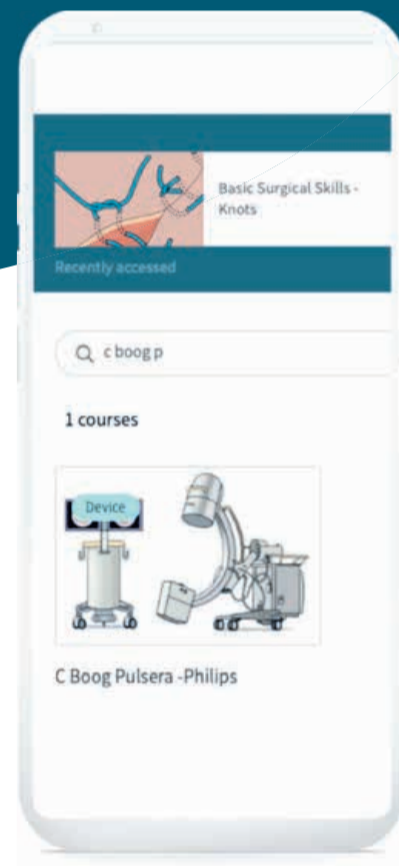 Basic Surgical Skills -
Knots
Recently accessed
c boog p
1 courses
Device
C Boog Pulsera -Philips